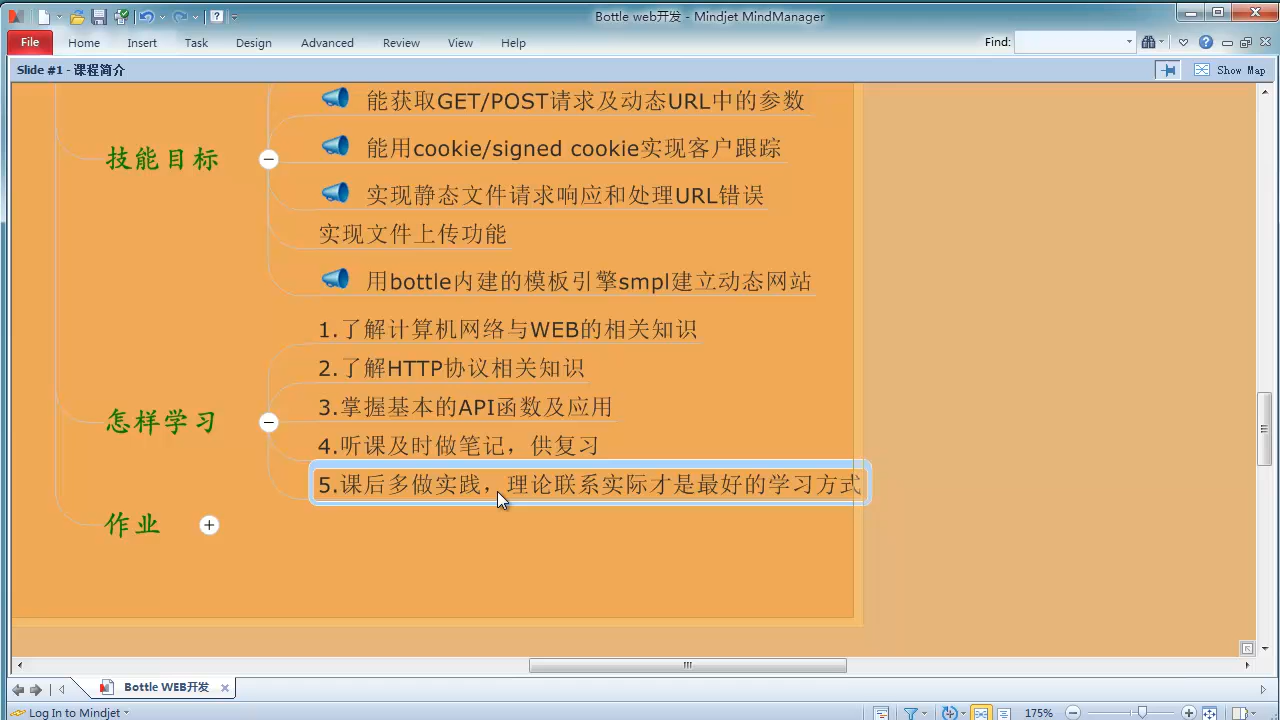 Bottle web开发 - Mindjet MindManager
File Home Insert Task Design Advanced Review View Help Find:
Slide #1 - 课程简介 Show Map
能获取GET/POST请求及动态URL中的参数
能用cookie/signed cookie实现客户跟踪
技能目标
实现静态文件请求响应和处理URL错误
实现文件上传功能
用bottle内建的模板引擎smpl建立动态网站
1.了解计算机网络与WEB的相关知识
2.了解HTTP协议相关知识
3.掌握基本的API函数及应用
怎样学习
4.听课及时做笔记，供复习
5.课后多做实践，理论联系实际才是最好的学习方式
作业
Bottle WEB开发
Log In to Mindjet 175%